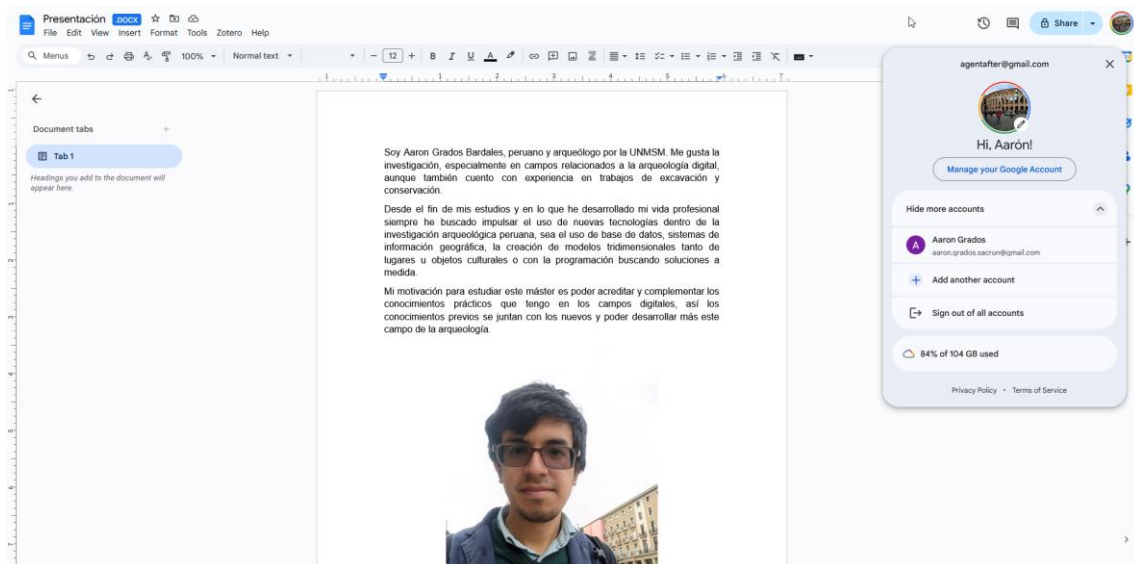 Presentación .DOCX
File Edit View Insert Format Tools Zotero Help
Share
Menus 100% Normal text 12 B I U A
1 1 2 3 4 5 6 7
Document tabs
Tab 1
Headings you add to the document will
appear here.
Soy Aaron Grados Bardales, peruano y arqueólogo por la UNMSM. Me gusta la
investigación, especialmente en campos relacionados a la arqueología digital,
aunque también cuento con experiencia en trabajos de excavación y
conservación.
Desde el fin de mis estudios y en lo que he desarrollado mi vida profesional
siempre he buscado impulsar el uso de nuevas tecnologías dentro de la
investigación arqueológica peruana, sea el uso de base de datos, sistemas de
información geográfica, la creación de modelos tridimensionales tanto de
lugares u objetos culturales o con la programación buscando soluciones a
medida.
Mi motivación para estudiar este máster es poder acreditar y complementar los
conocimientos prácticos que tengo en los campos digitales, así los
conocimientos previos se juntan con los nuevos y poder desarrollar más este
campo de la arqueología.
agentafter@gmail.com
Hi, Aarón!
Manage your Google Account
Hide more accounts
A
Aaron Grados
aaron.grados.sacrun@gmail.com
Add another account
Sign out of all accounts
84% of 104 GB used
Privacy Policy • Terms of Service